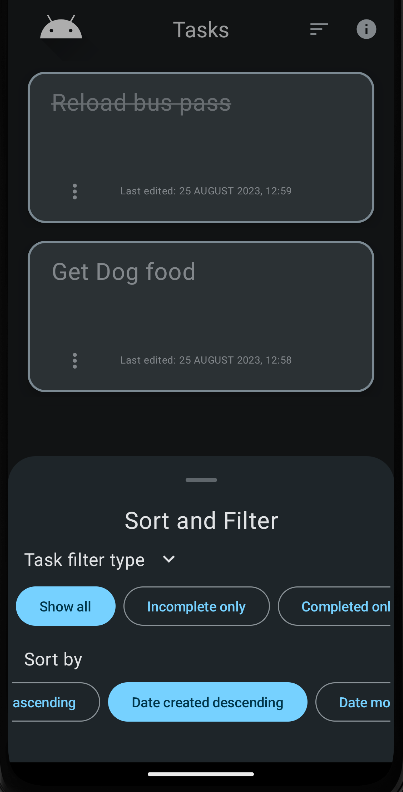 Tasks
Reload bus pass
Last edited: 25 AUGUST 2023, 12:59
Get Dog food
Last edited: 25 AUGUST 2023, 12:58
Sort and Filter
Task filter type
Show all Incomplete only Completed onl
Sort by
ascending Date created descending Date mo